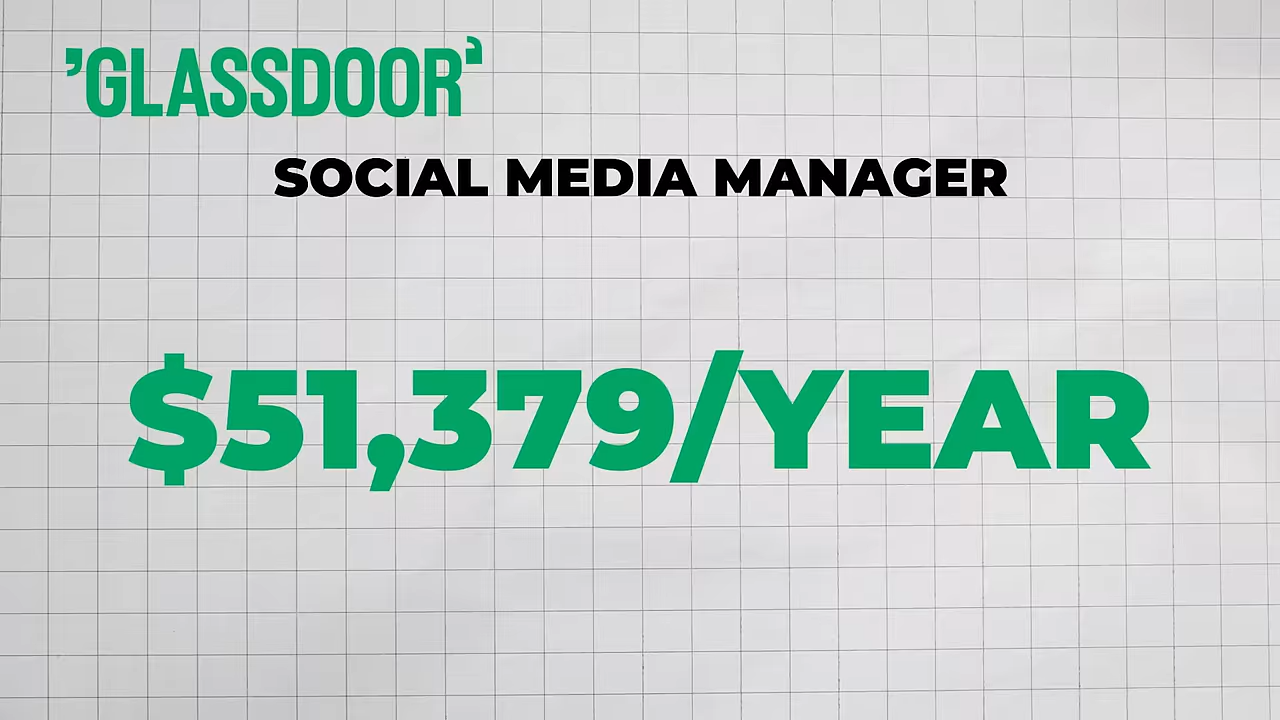 ’GLASSDOOR’
SOCIAL MEDIA MANAGER
$51,379/YEAR